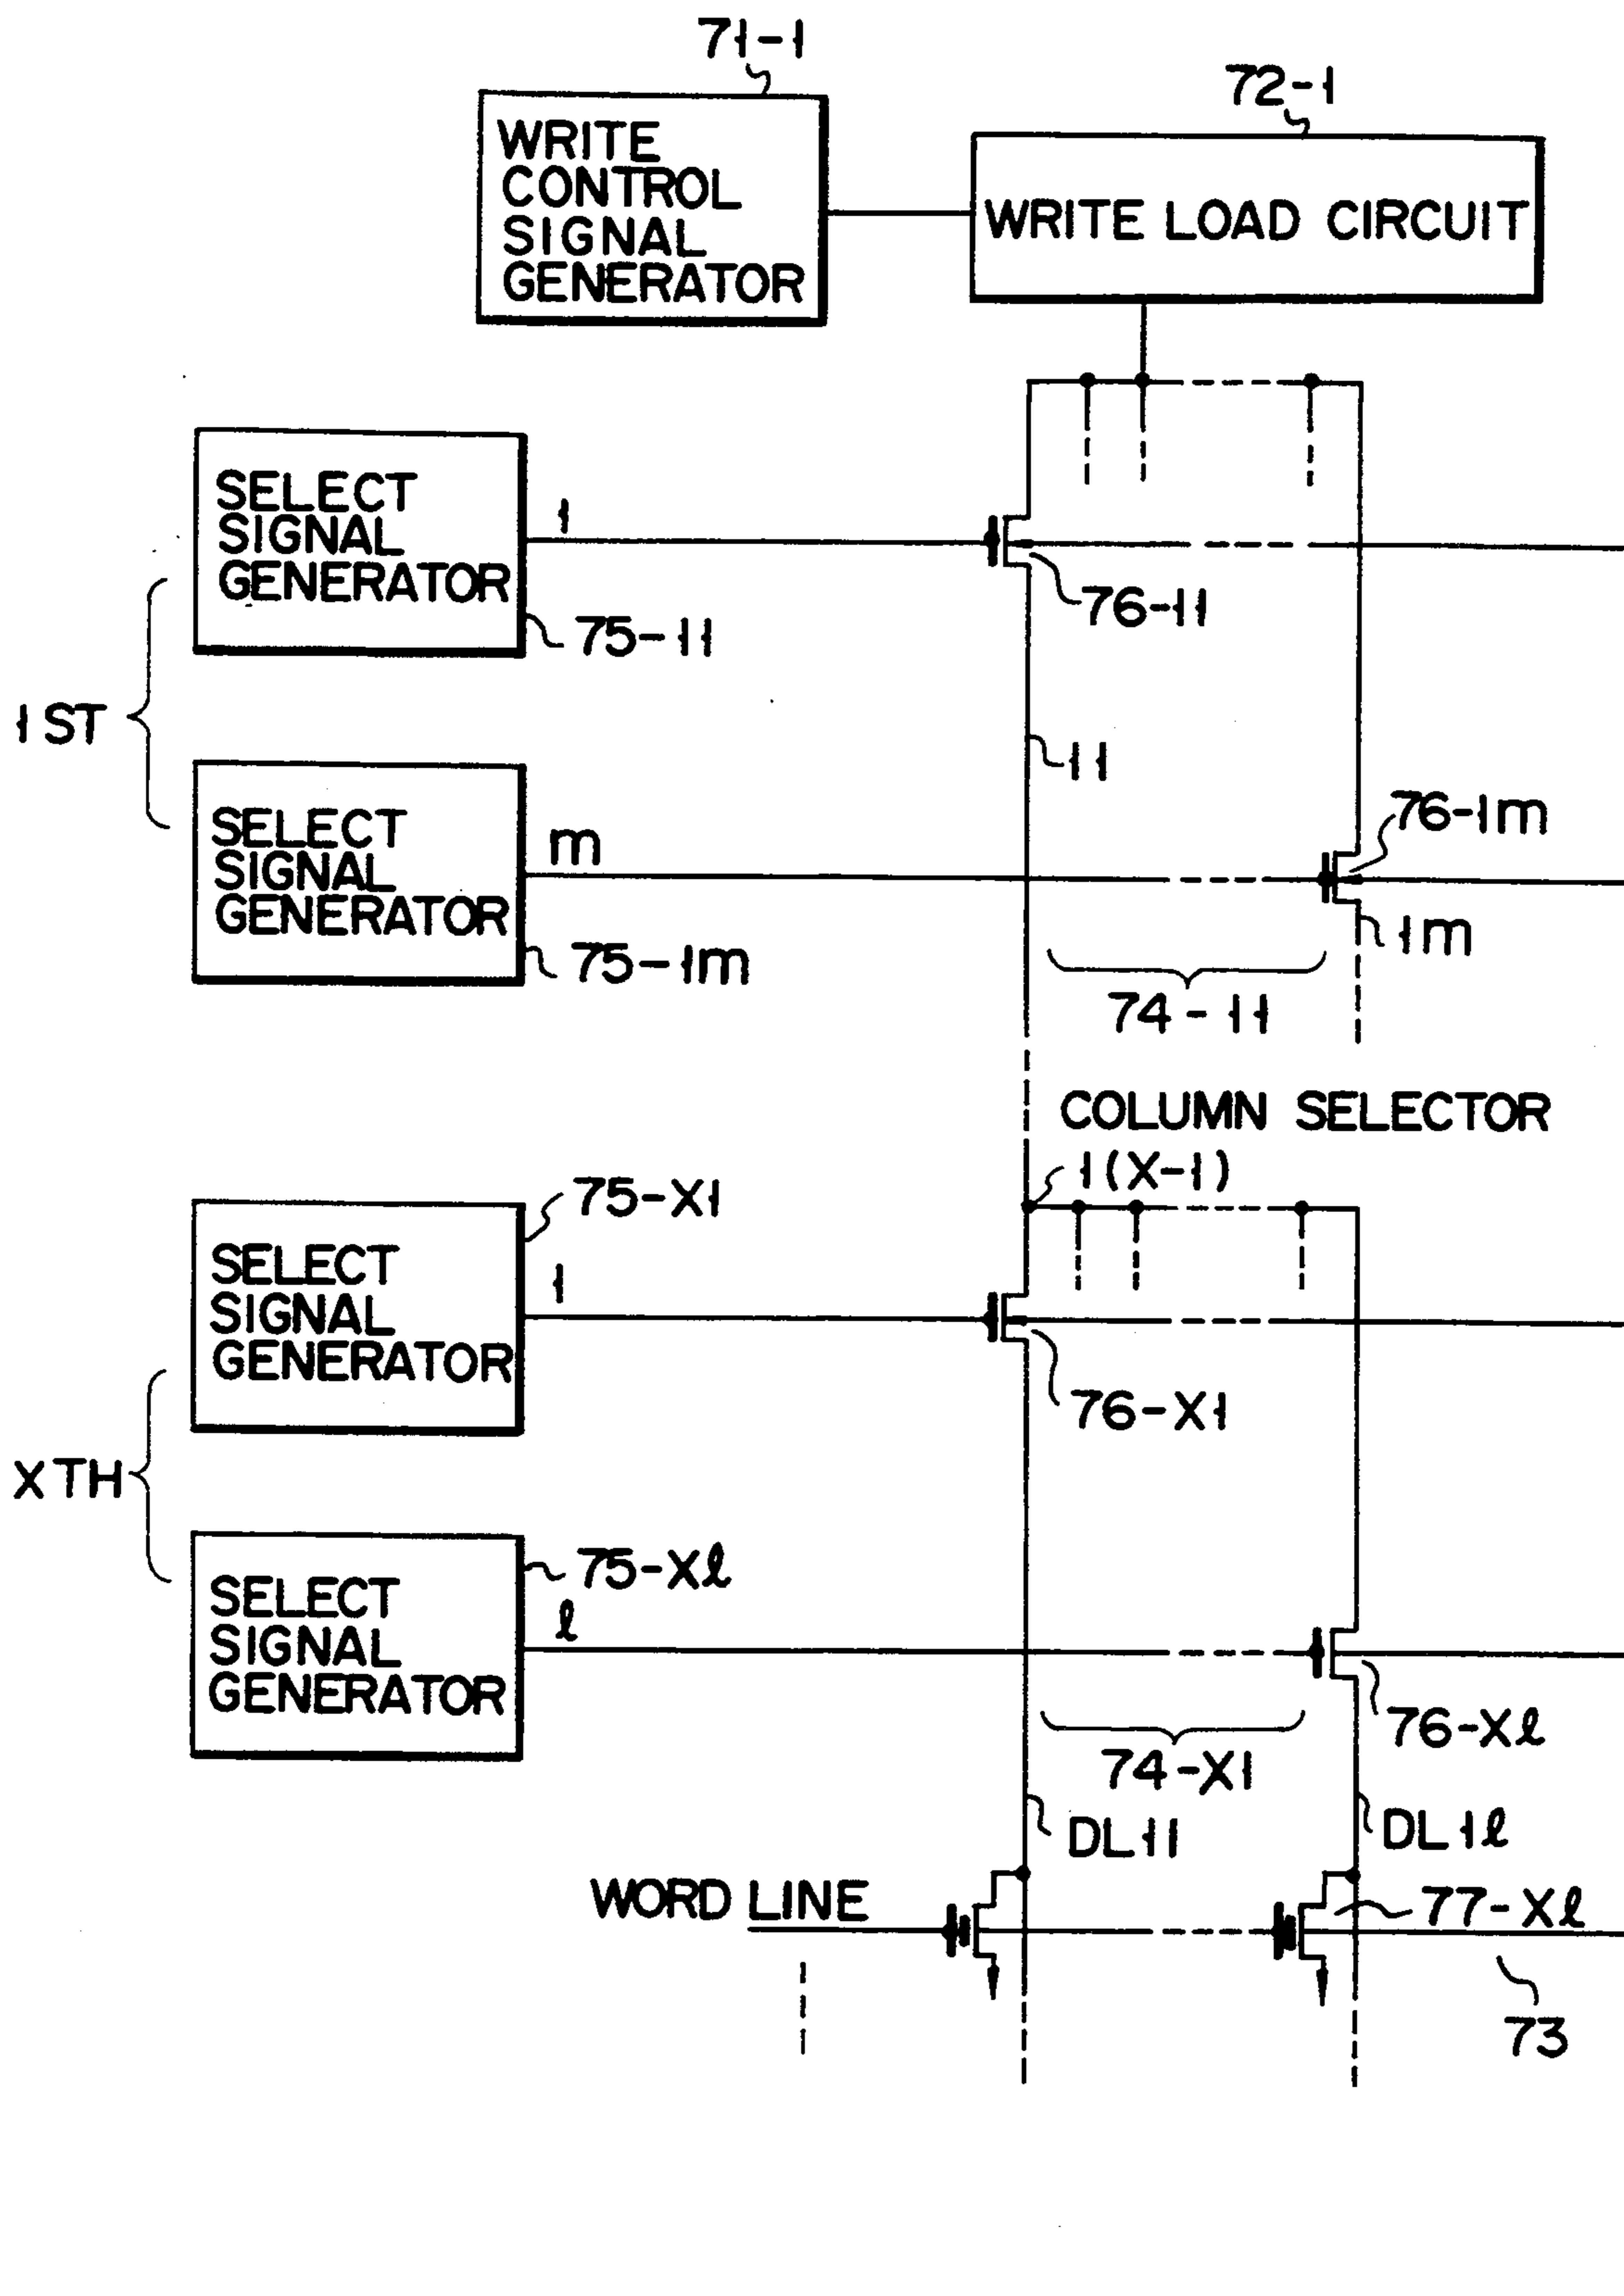 71-1
72-1
WRITE
CONTROL
SIGNAL
GENERATOR
WRITE LOAD CIRCUIT
SELECT
SIGNAL
GENERATOR
1
76-11
75-11
1ST
11
76-1m
SELECT
SIGNAL
GENERATOR
m
75-1m
1m
74-11
COLUMN SELECTOR
1(X-1)
75-X1
SELECT
SIGNAL
GENERATOR
1
76-X1
XTH
75-Xℓ
SELECT
SIGNAL
GENERATOR
ℓ
76-Xℓ
74-X1
DL11
DL1ℓ
WORD LINE
77-Xℓ
73